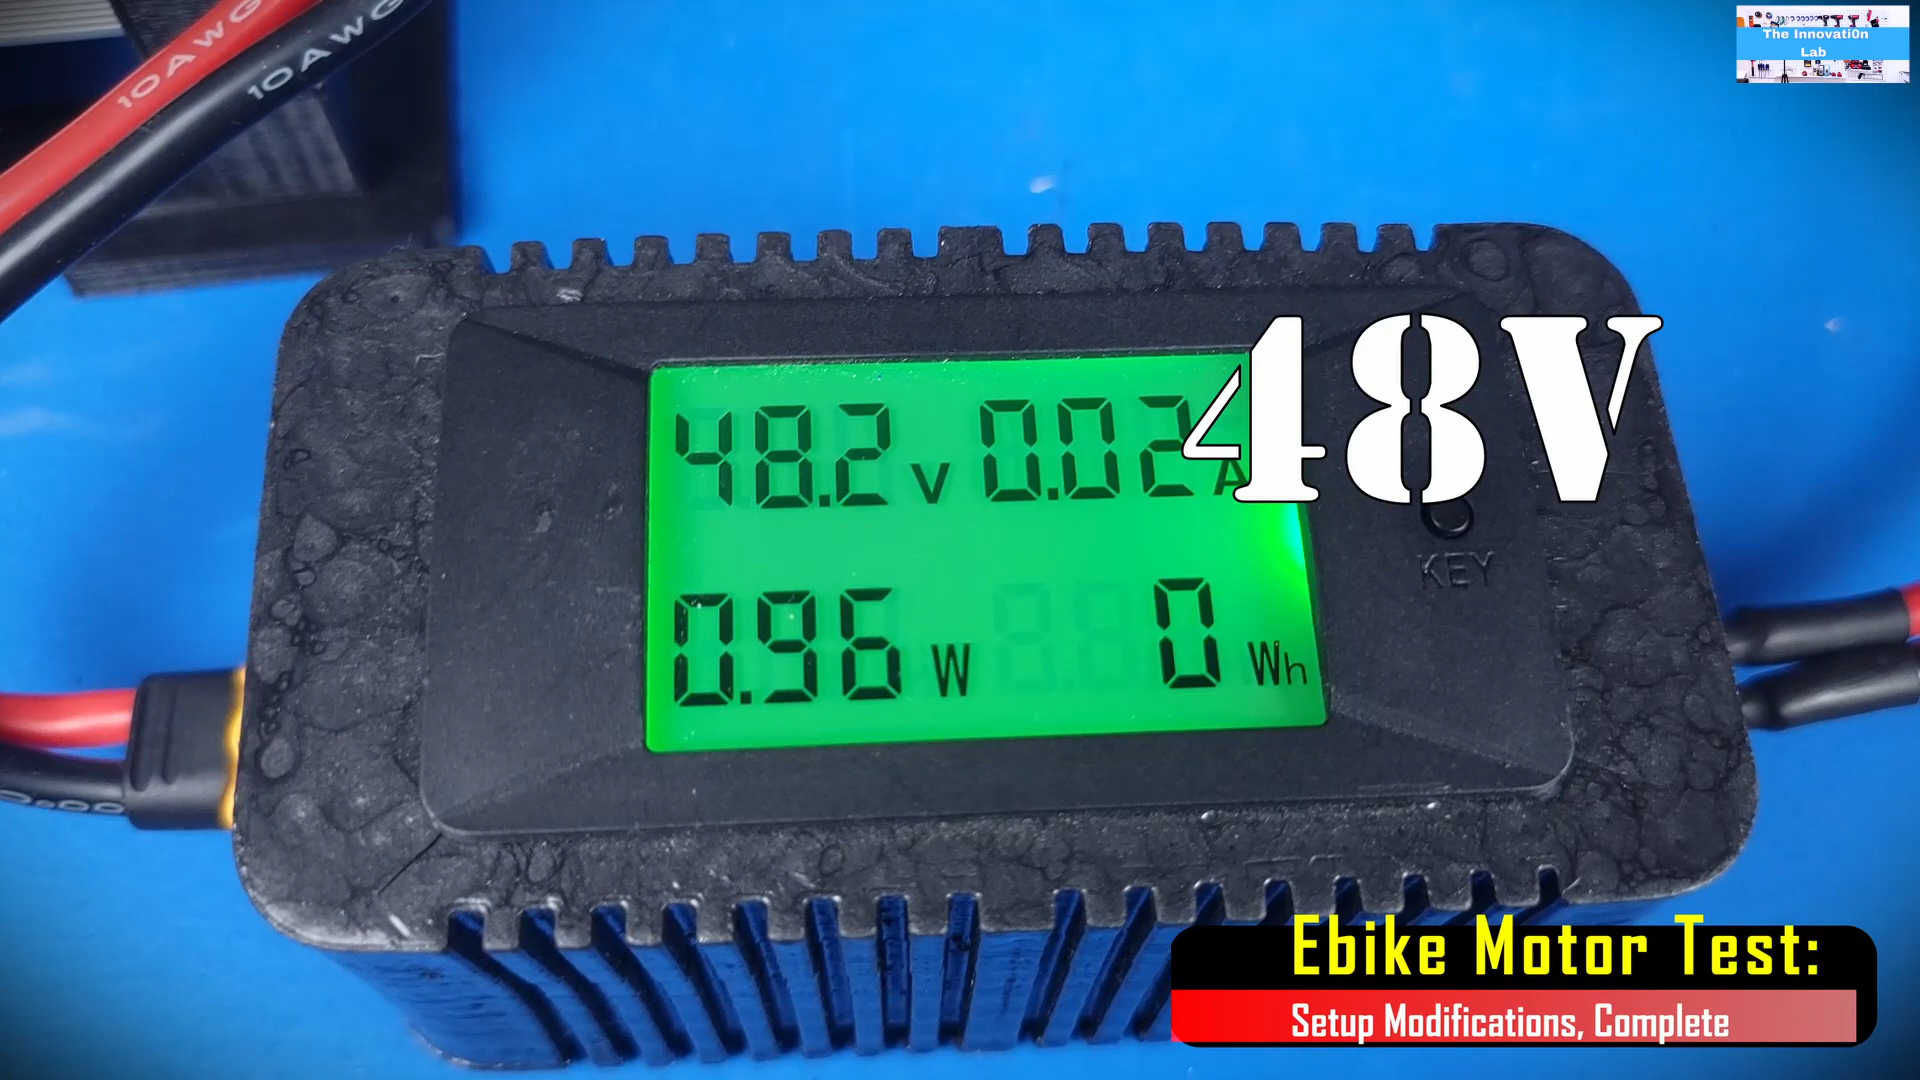 10AWG
10AWG
The Innovati0n
Lab
48V
48.2 V 0.02 A
KEY
0.96 W 0 Wh
Ebike Motor Test:
Setup Modifications, Complete